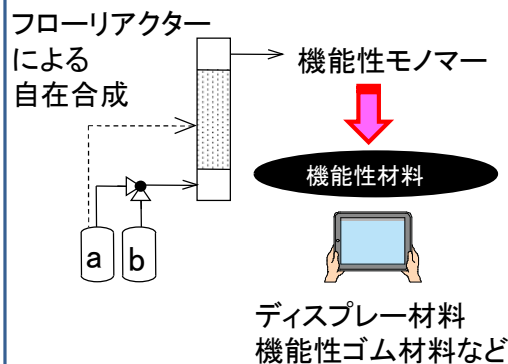 フローリアクター
による
自在合成
機能性モノマー
機能性材料
a
b
ディスプレー材料
機能性ゴム材料など